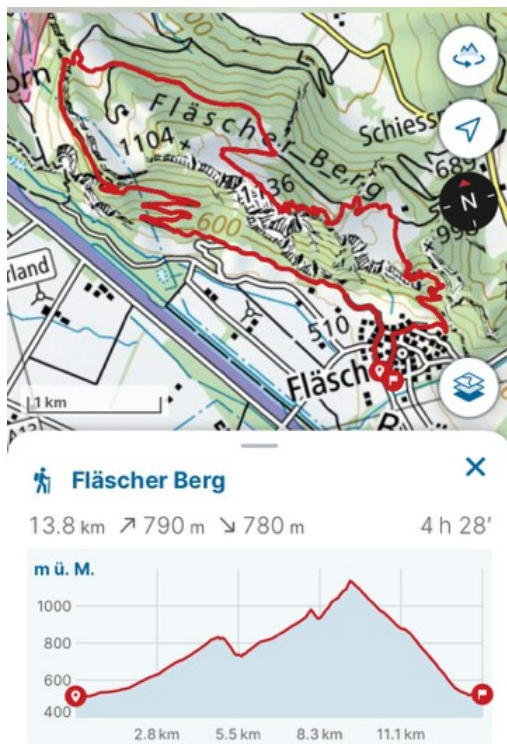 orn
Fläscher Berg
1104
Schiess
689
1136
99
N
600
rland
510
Fläsch
1 km
A13
Fläscher Berg
13.8 km ↗ 790 m ↘ 780 m 4 h 28'
m ü. M.
1000
800
600
400
2.8 km 5.5 km 8.3 km 11.1 km